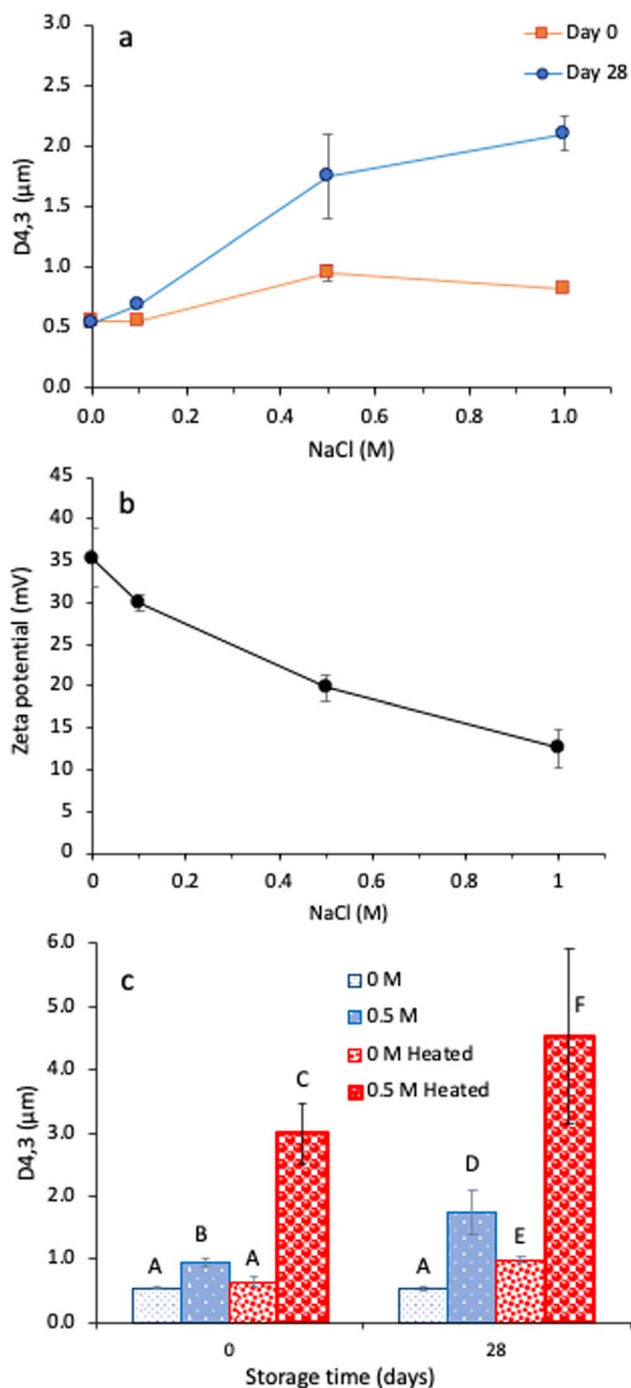 a
Day 0
Day 28
D4,3 (μm)
3.0
2.5
2.0
1.5
1.0
0.5
0.0
0.0 0.2 0.4 0.6 0.8 1.0
NaCl (M)
b
Zeta potential (mV)
45
40
35
30
25
20
15
10
5
0
0 0.2 0.4 0.6 0.8 1
NaCl (M)
c
0 M
0.5 M
0 M Heated
0.5 M Heated
D4,3 (μm)
6.0
5.0
4.0
3.0
2.0
1.0
0.0
A B A C A D E F
0 28
Storage time (days)